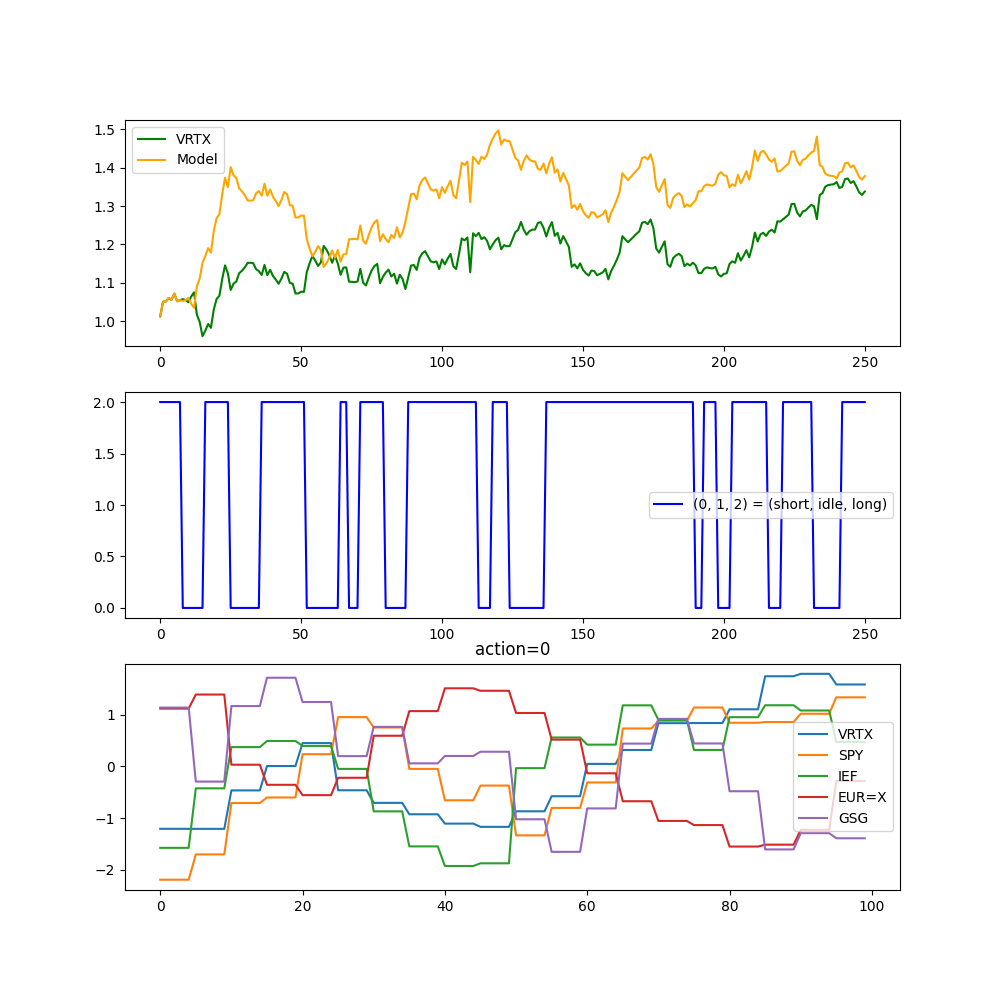 1.5
1.4
1.3
1.2
1.1
1.0
VRTX
Model
0 50 100 150 200 250
2.0
1.5
1.0
0.5
0.0
(0, 1, 2) = (short, idle, long)
0 50 100 150 200 250
action=0
1
0
−1
−2
VRTX
SPY
IEF
EUR=X
GSG
0 20 40 60 80 100